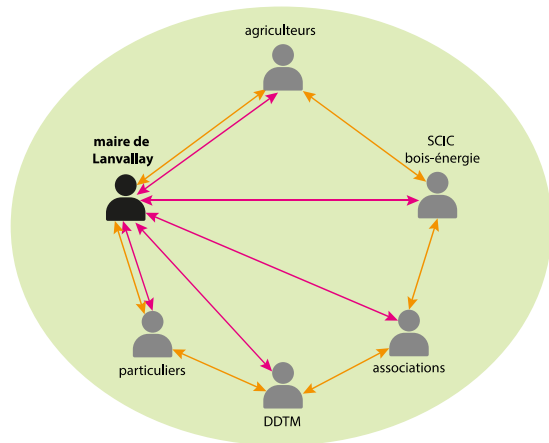 agriculteurs
maire de
Lanvallay
SCIC
bois-énergie
particuliers
associations
DDTM